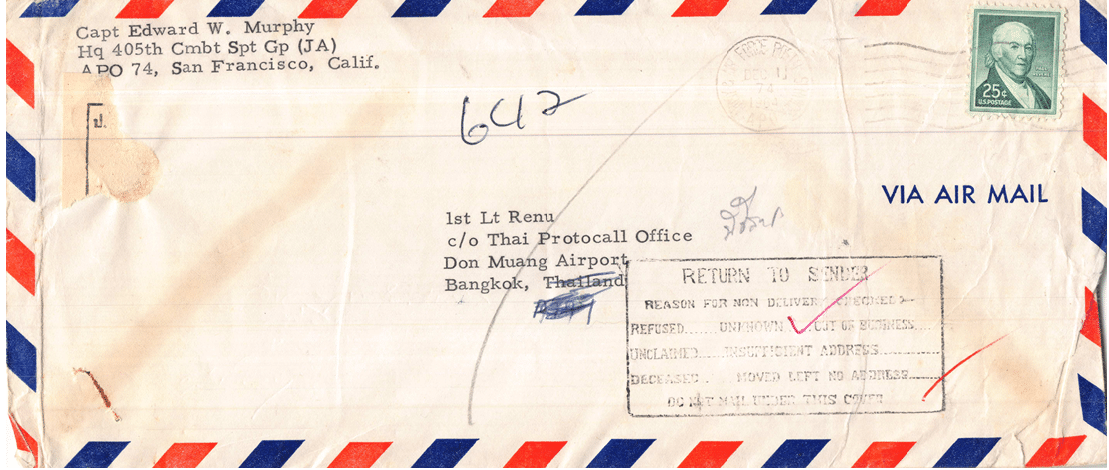 Capt Edward W. Murphy
Hq 405th Cmbt Spt Gp (JA)
APO 74, San Francisco, Calif.
ป.
642
25¢
U.S. POSTAGE
VIA AIR MAIL
1st Lt Renu
c/o Thai Protocall Office
Don Muang Airport
Bangkok, Thailand
RETURN TO SENDER
REASON FOR NON DELIVERY CHECKED
REFUSED..... UNKNOWN.... OUT OF BUSINESS....
UNCLAIMED.... INSUFFICIENT ADDRESS......
DECEASED. MOVED LEFT NO ADDRESS......
DO NOT MAIL UNDER THIS COVER